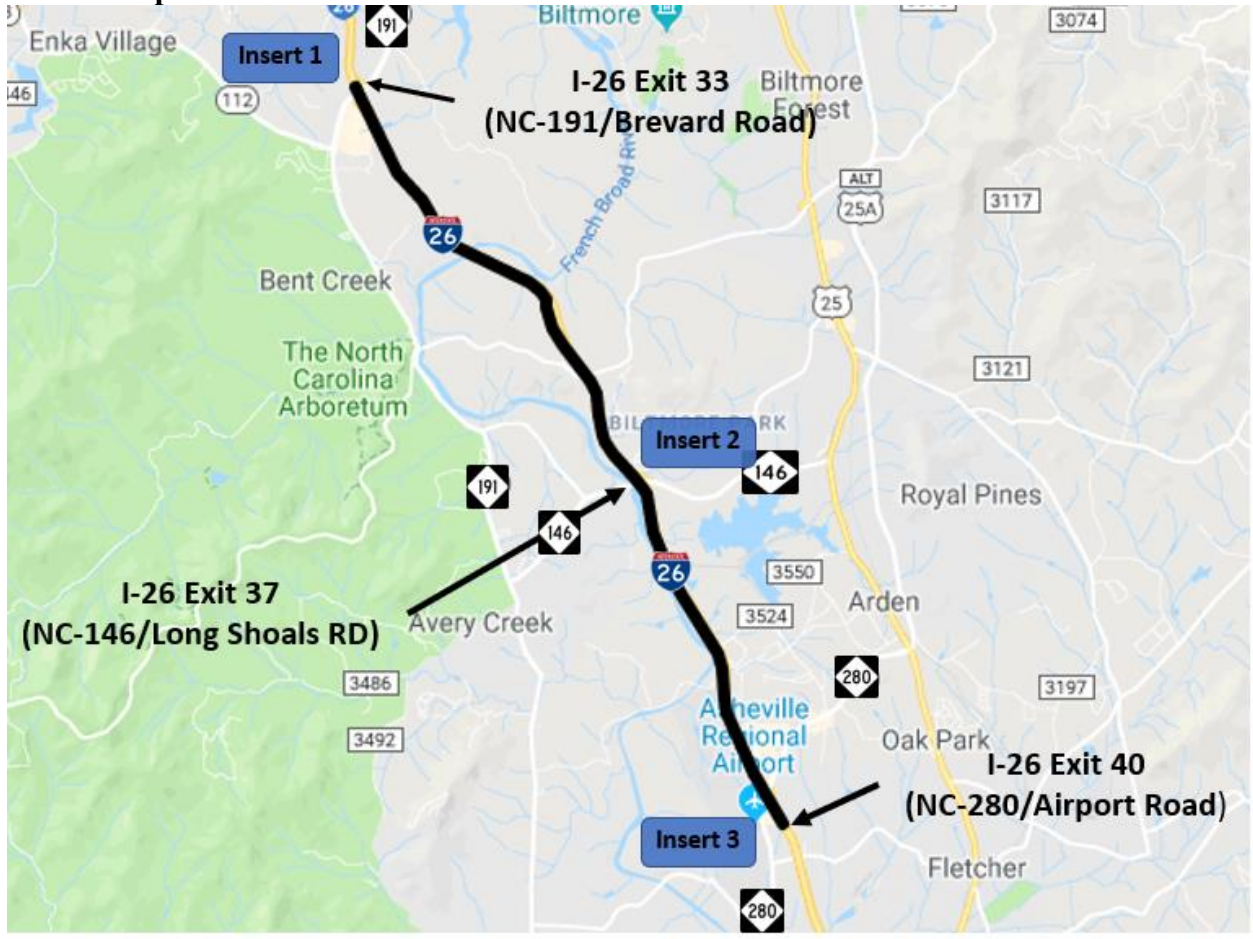 26
191
Biltmore
3074
Enka Village
Insert 1
I-26 Exit 33
(NC-191/Brevard Road)
Biltmore
Forest
46
112
French Broad Riv
ALT
25A
3117
26
Bent Creek
25
The North
Carolina
Arboretum
3121
Insert 2
146
191
Royal Pines
146
26
3550
I-26 Exit 37
(NC-146/Long Shoals RD)
Avery Creek
3524
Arden
280
3486
3197
3492
Asheville
Regional
Airport
Oak Park
I-26 Exit 40
(NC-280/Airport Road)
Insert 3
Fletcher
280